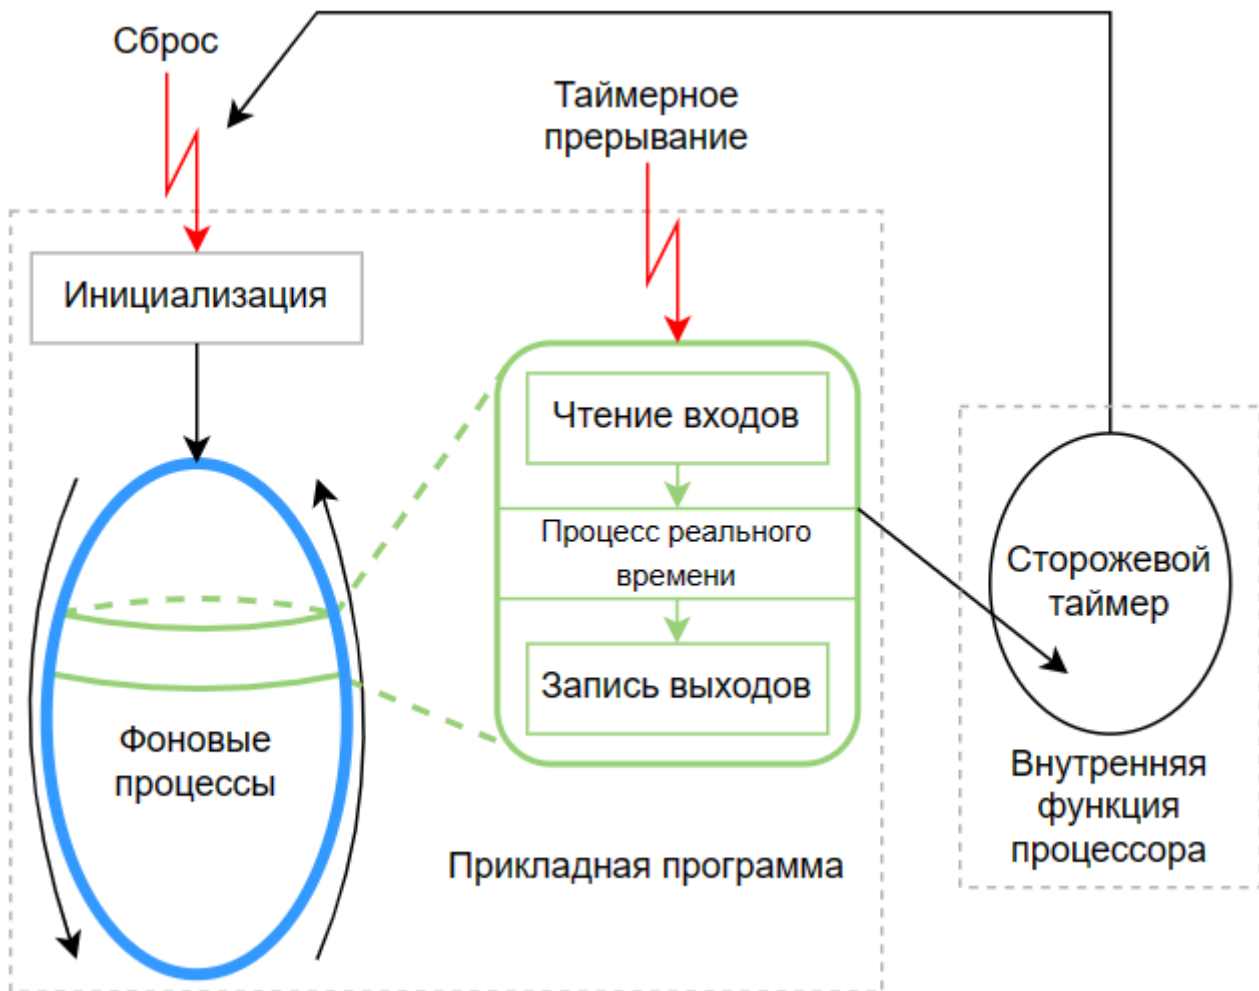 Сброс
Таймерное
прерывание
Инициализация
Чтение входов
Процесс реального
времени
Запись выходов
Фоновые
процессы
Прикладная программа
Сторожевой
таймер
Внутренняя
функция
процессора